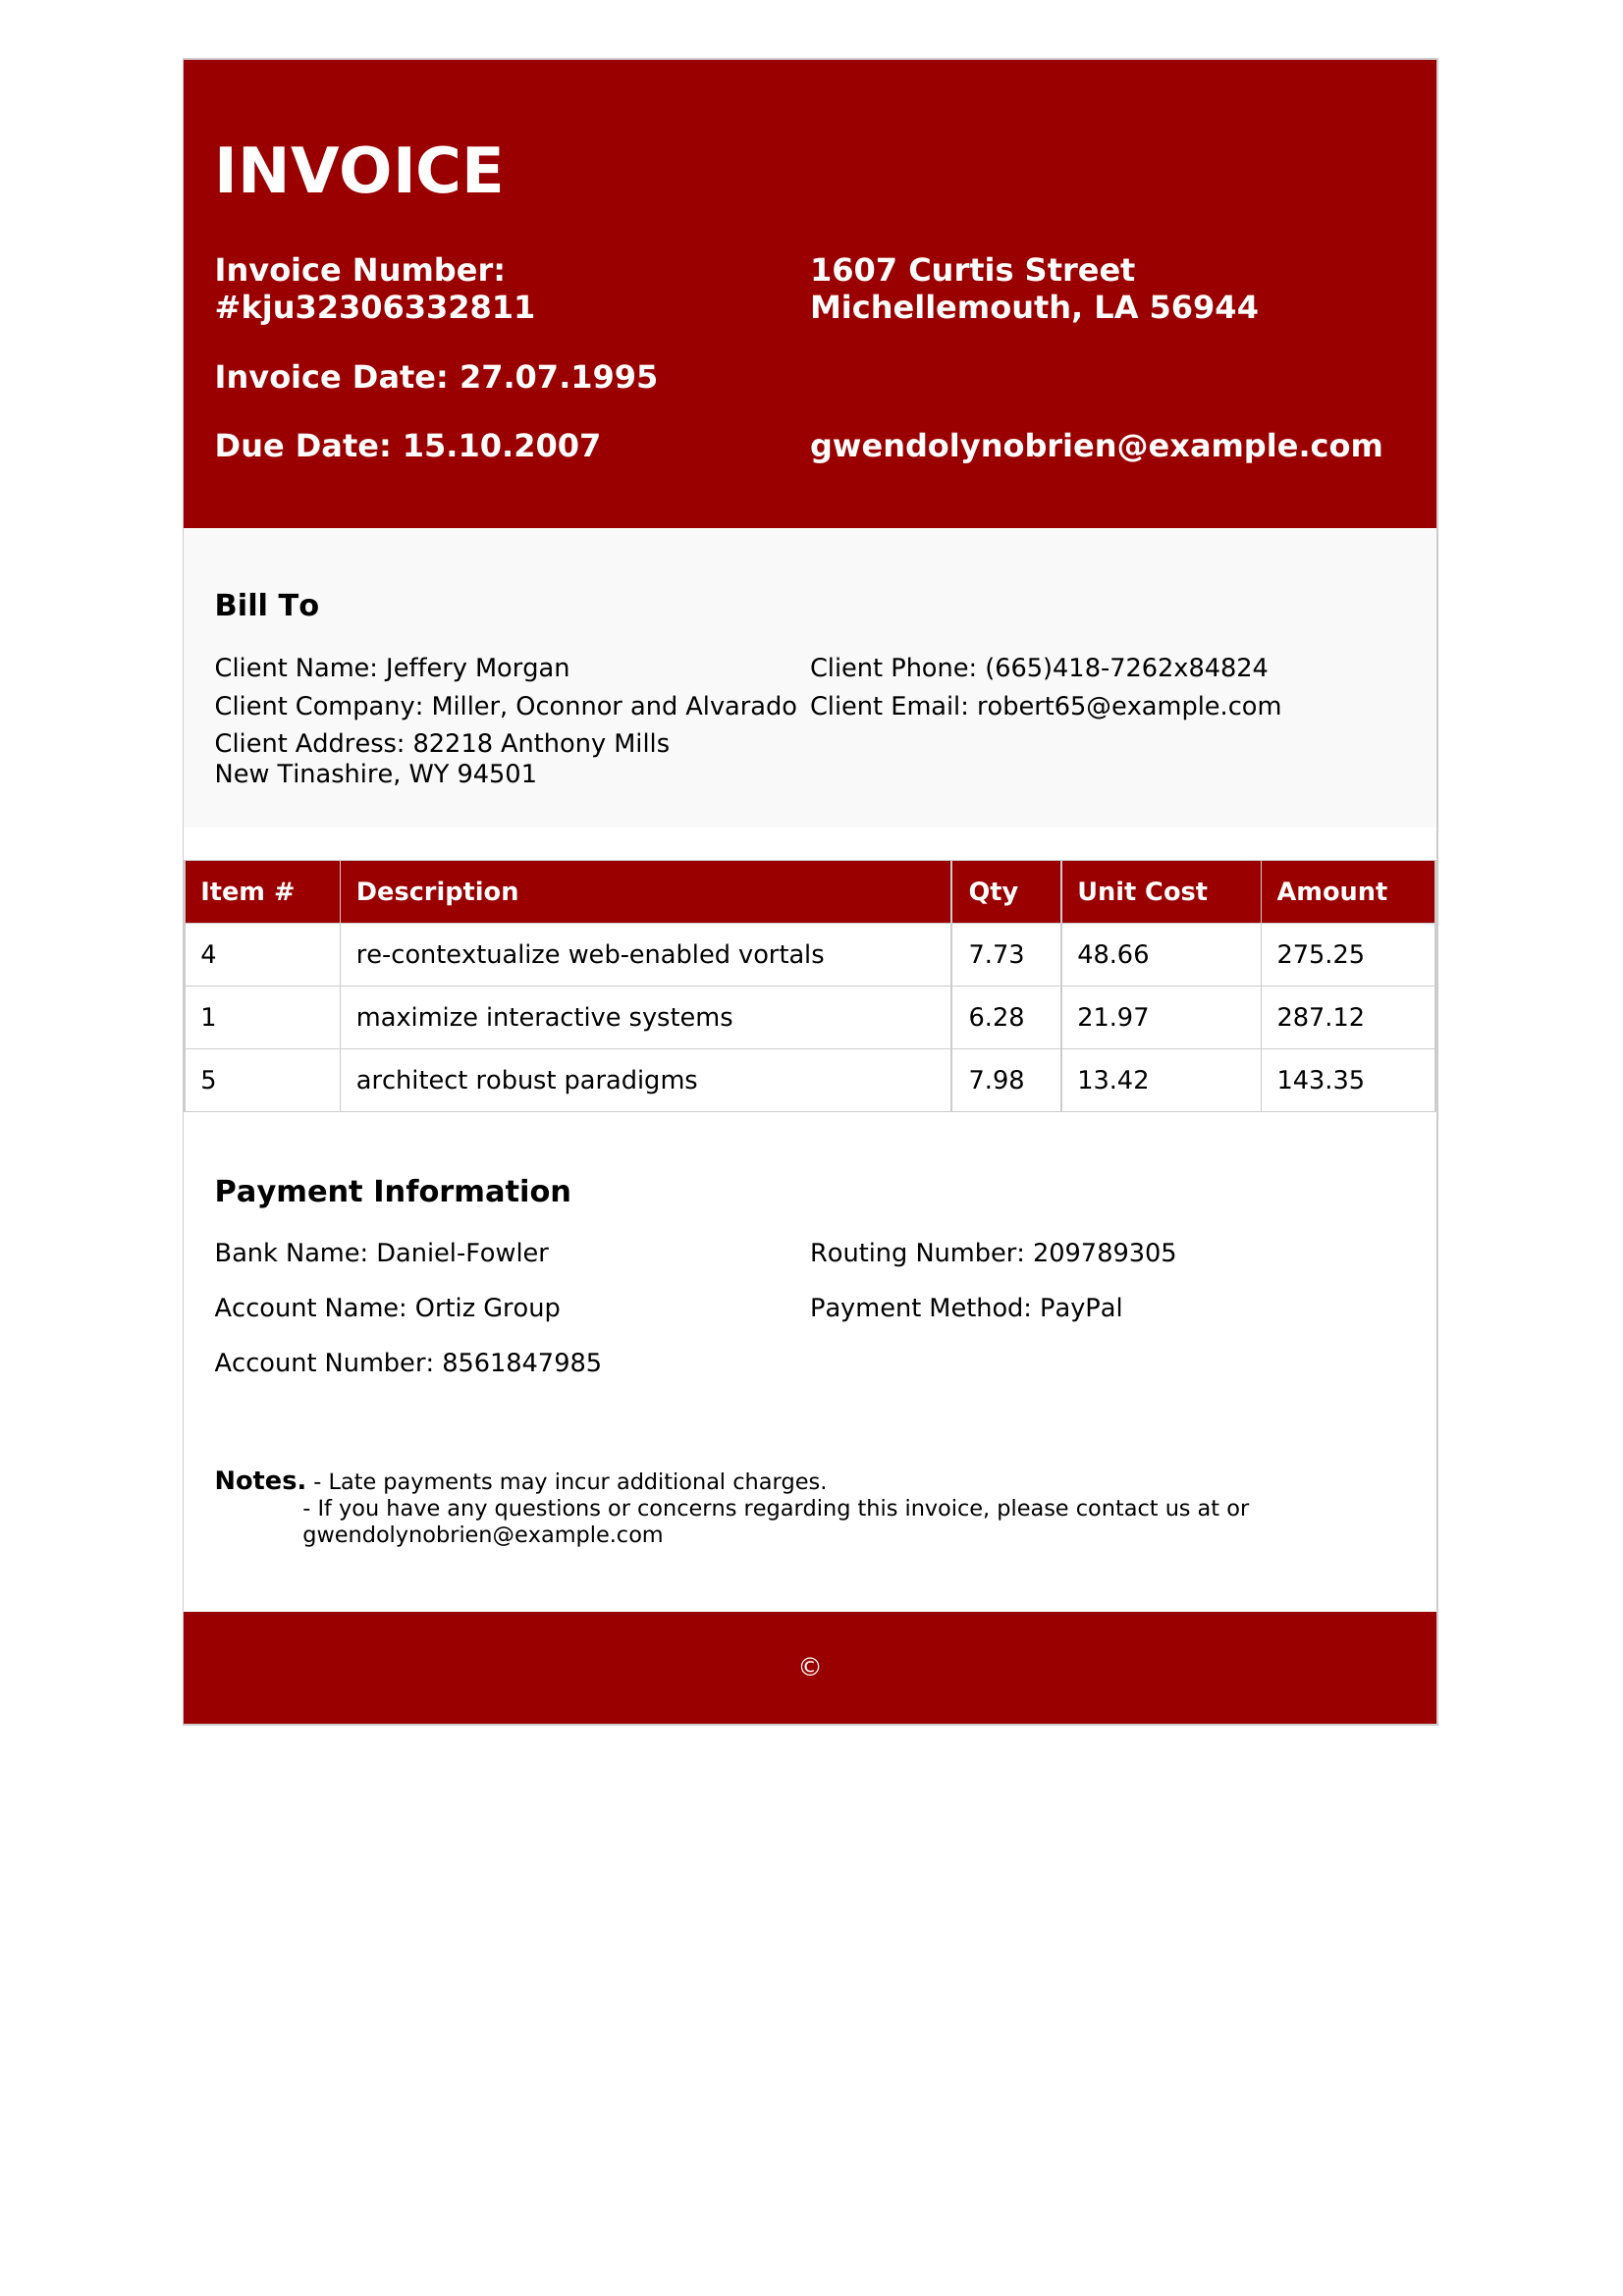 INVOICE
Invoice Number:
#kju32306332811
1607 Curtis Street
Michellemouth, LA 56944
Invoice Date: 27.07.1995
Due Date: 15.10.2007
gwendolynobrien@example.com
Bill To
Client Name: Jeffery Morgan
Client Phone: (665)418-7262x84824
Client Company: Miller, Oconnor and Alvarado
Client Email: robert65@example.com
Client Address: 82218 Anthony Mills
New Tinashire, WY 94501
Item # Description Qty Unit Cost Amount
4 re-contextualize web-enabled vortals 7.73 48.66 275.25
1 maximize interactive systems 6.28 21.97 287.12
5 architect robust paradigms 7.98 13.42 143.35
Payment Information
Bank Name: Daniel-Fowler
Routing Number: 209789305
Account Name: Ortiz Group
Payment Method: PayPal
Account Number: 8561847985
Notes. - Late payments may incur additional charges.
- If you have any questions or concerns regarding this invoice, please contact us at or
gwendolynobrien@example.com
©